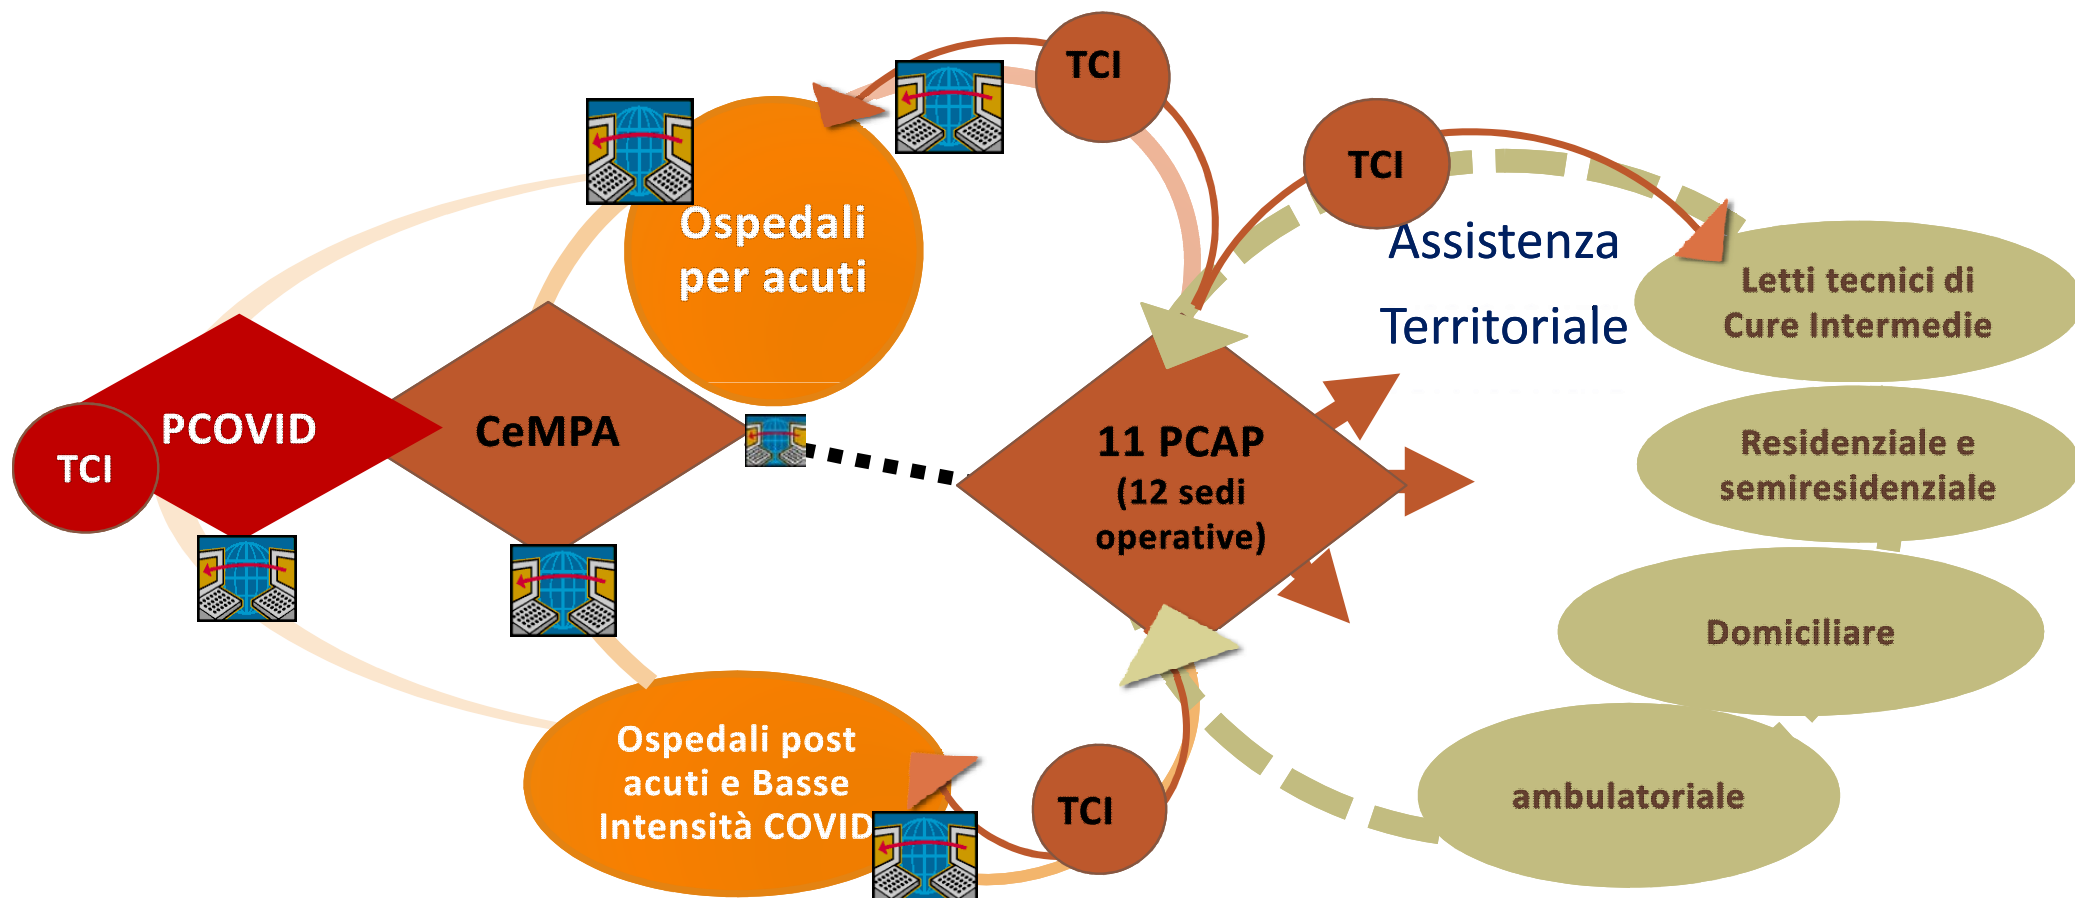 TCI
TCI
Ospedali
per acuti
Assistenza
Territoriale
Letti tecnici di
Cure Intermedie
PCOVID
CeMPA
TCI
11 PCAP
(12 sedi
operative)
Residenziale e
semiresidenziale
Domiciliare
Ospedali post
acuti e Basse
Intensità COVID
TCI
ambulatoriale